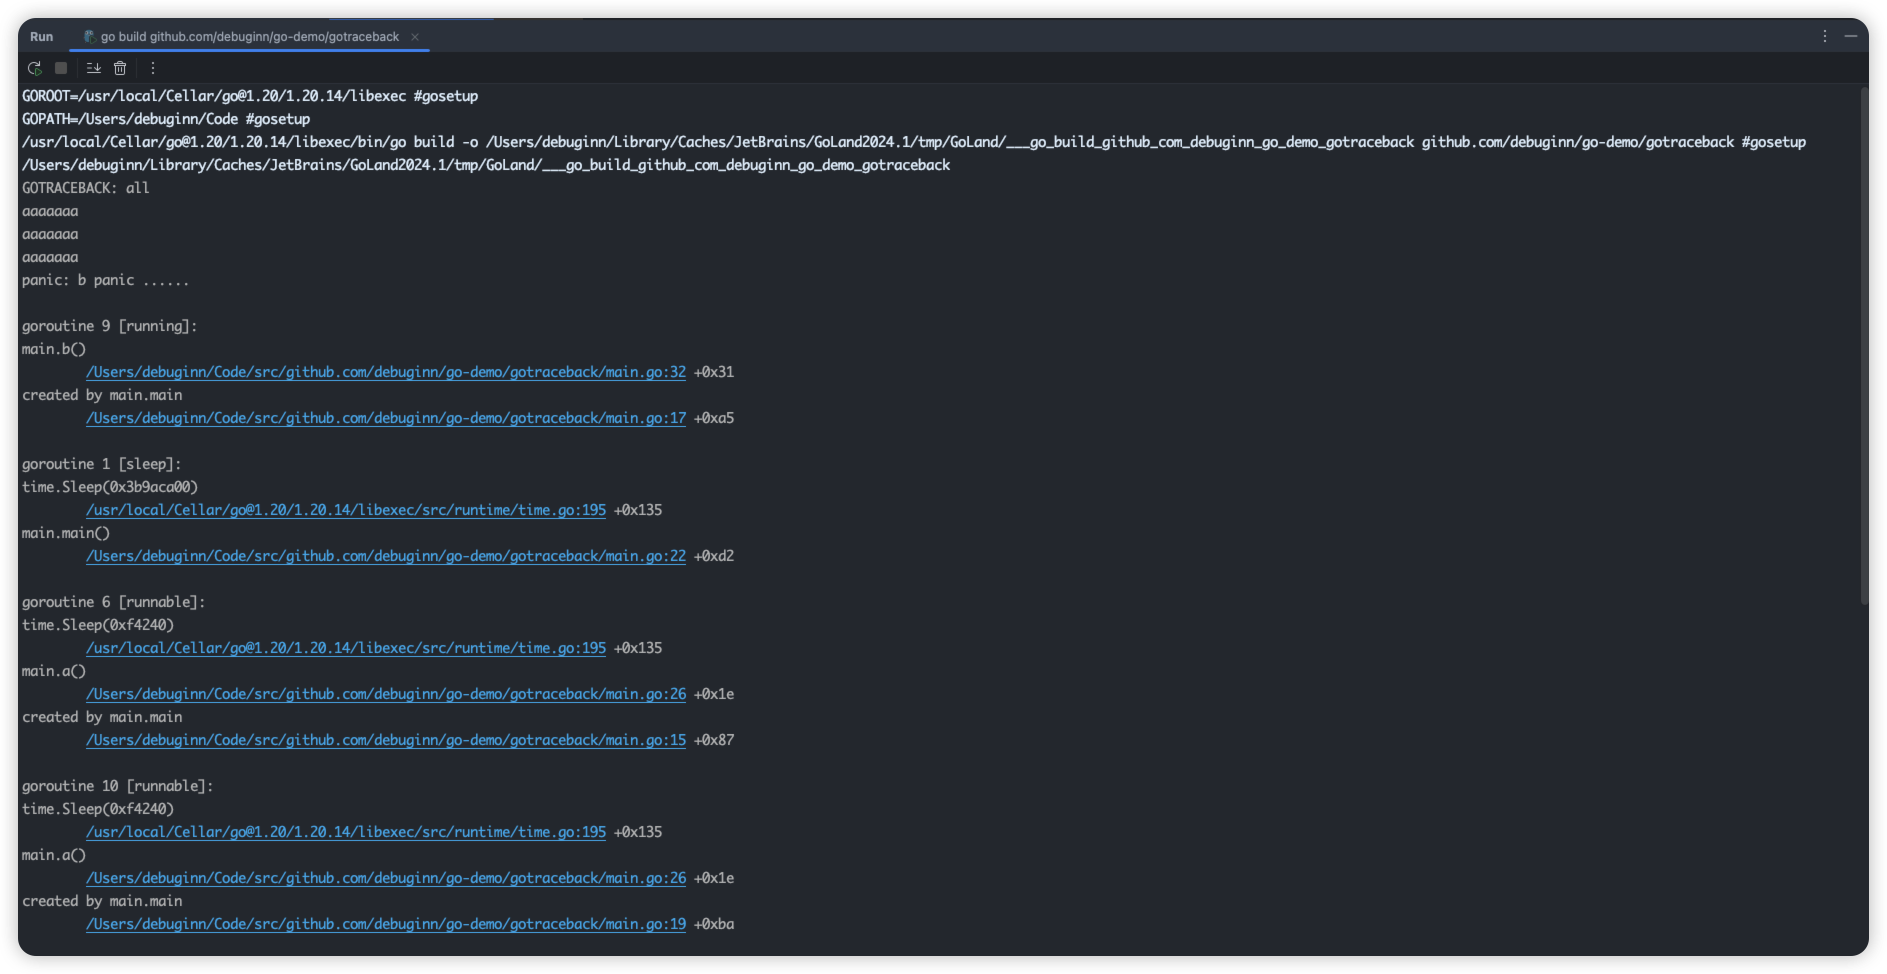 Run go build github.com/debuginn/go-demo/gotraceback
GOROOT=/usr/local/Cellar/go@1.20/1.20.14/libexec #gosetup
GOPATH=/Users/debuginn/Code #gosetup
/usr/local/Cellar/go@1.20/1.20.14/libexec/bin/go build -o /Users/debuginn/Library/Caches/JetBrains/GoLand2024.1/tmp/GoLand/___go_build_github_com_debuginn_go_demo_gotraceback github.com/debuginn/go-demo/gotraceback #gosetup
/Users/debuginn/Library/Caches/JetBrains/GoLand2024.1/tmp/GoLand/___go_build_github_com_debuginn_go_demo_gotraceback
GOTRACEBACK: all
aaaaaaa
aaaaaaa
aaaaaaa
panic: b panic ......
goroutine 9 [running]:
main.b()
/Users/debuginn/Code/src/github.com/debuginn/go-demo/gotraceback/main.go:32 +0x31
created by main.main
/Users/debuginn/Code/src/github.com/debuginn/go-demo/gotraceback/main.go:17 +0xa5
goroutine 1 [sleep]:
time.Sleep(0x3b9aca00)
/usr/local/Cellar/go@1.20/1.20.14/libexec/src/runtime/time.go:195 +0x135
main.main()
/Users/debuginn/Code/src/github.com/debuginn/go-demo/gotraceback/main.go:22 +0xd2
goroutine 6 [runnable]:
time.Sleep(0xf4240)
/usr/local/Cellar/go@1.20/1.20.14/libexec/src/runtime/time.go:195 +0x135
main.a()
/Users/debuginn/Code/src/github.com/debuginn/go-demo/gotraceback/main.go:26 +0x1e
created by main.main
/Users/debuginn/Code/src/github.com/debuginn/go-demo/gotraceback/main.go:15 +0x87
goroutine 10 [runnable]:
time.Sleep(0xf4240)
/usr/local/Cellar/go@1.20/1.20.14/libexec/src/runtime/time.go:195 +0x135
main.a()
/Users/debuginn/Code/src/github.com/debuginn/go-demo/gotraceback/main.go:26 +0x1e
created by main.main
/Users/debuginn/Code/src/github.com/debuginn/go-demo/gotraceback/main.go:19 +0xba